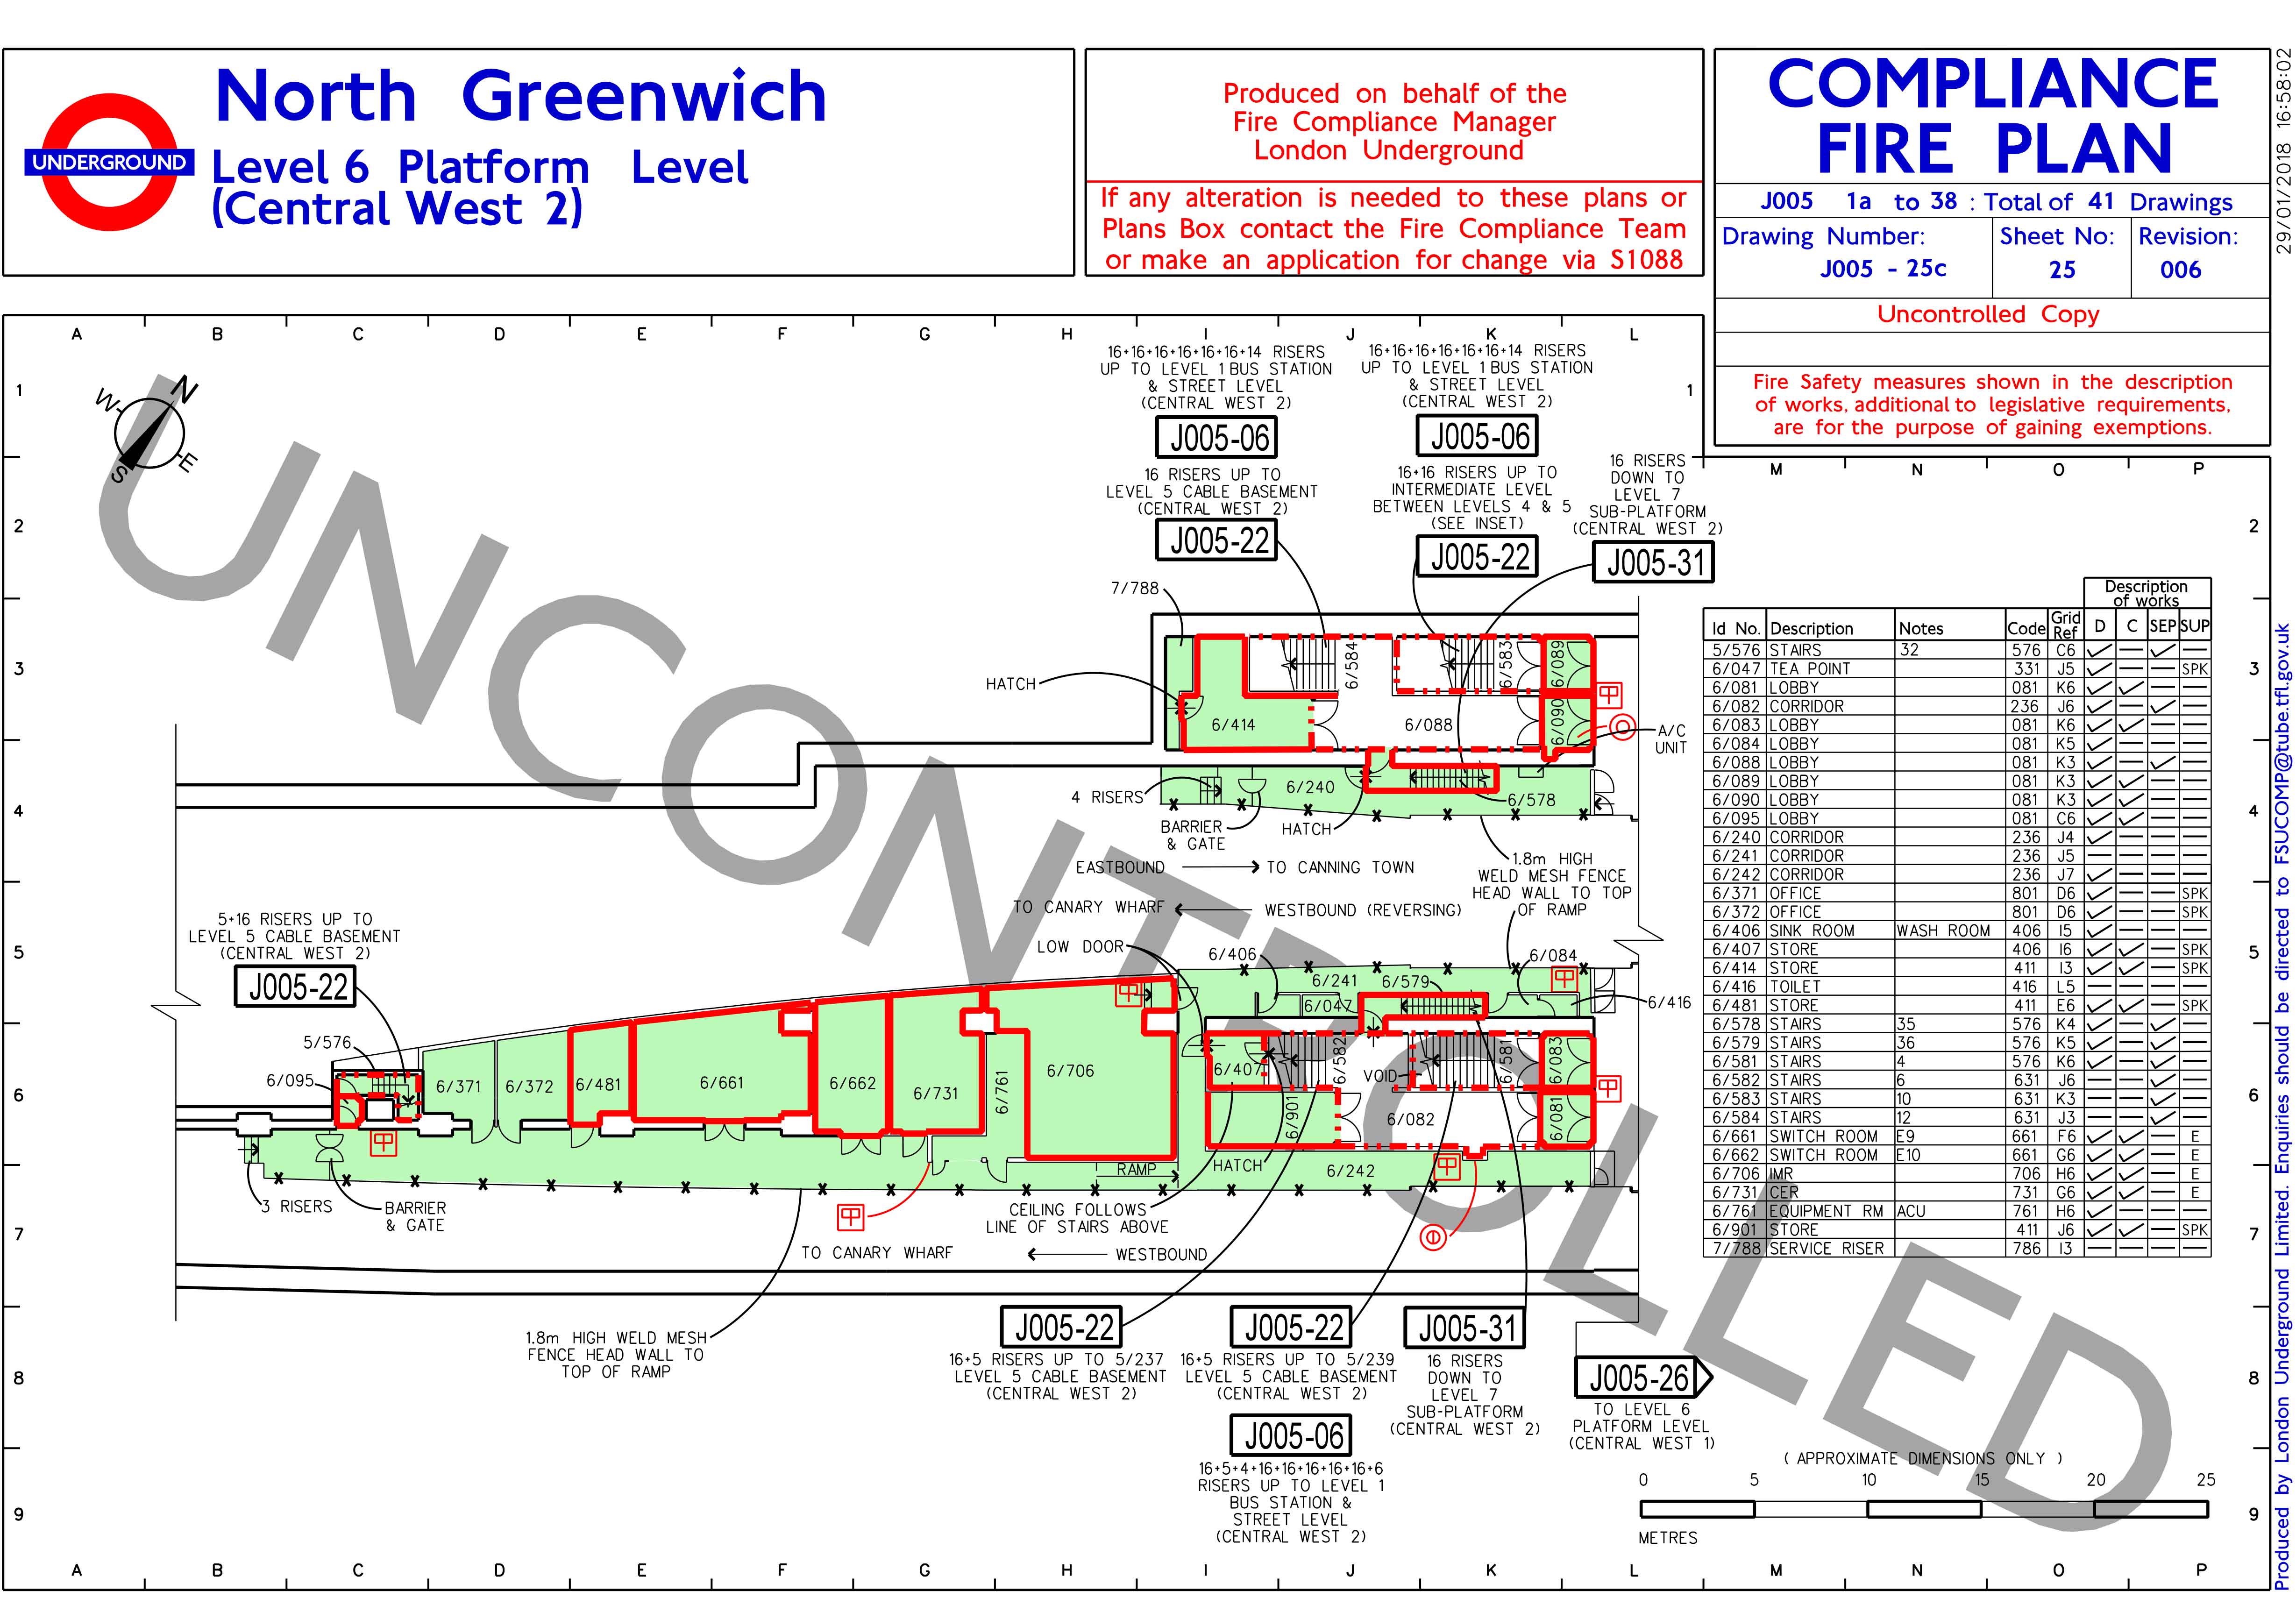 North Greenwich
UNDERGROUND
Level 6 Platform Level
(Central West 2)
Produced on behalf of the
Fire Compliance Manager
London Underground
If any alteration is needed to these plans or
Plans Box contact the Fire Compliance Team
or make an application for change via S1088
COMPLIANCE
FIRE PLAN
J005 1a to 38 : Total of 41 Drawings
Drawing Number:
J005 - 25c
Sheet No:
25
Revision:
006
Uncontrolled Copy
Fire Safety measures shown in the description
of works, additional to legislative requirements,
are for the purpose of gaining exemptions.
29/01/2018 16:58:02
Produced by London Underground Limited. Enquiries should be directed to FSUCOMP@tube.tfl.gov.uk
UNCONTROLLED
A B C D E F G H I J K L
M N O P
1
1
2
2
3
3
4
4
5
5
6
6
7
7
8
8
9
9
A B C D E F G H I J K L M N O P
N
W
E
S
16+16+16+16+16+16+14 RISERS
UP TO LEVEL 1 BUS STATION
& STREET LEVEL
(CENTRAL WEST 2)
J005-06
16 RISERS UP TO
LEVEL 5 CABLE BASEMENT
(CENTRAL WEST 2)
J005-22
16+16+16+16+16+16+14 RISERS
UP TO LEVEL 1 BUS STATION
& STREET LEVEL
(CENTRAL WEST 2)
J005-06
16+16 RISERS UP TO
INTERMEDIATE LEVEL
BETWEEN LEVELS 4 & 5
(SEE INSET)
J005-22
16 RISERS
DOWN TO
LEVEL 7
SUB-PLATFORM
(CENTRAL WEST 2)
J005-31
7/788
HATCH
6/414
6/584
6/583
6/089
6/088
6/090
A/C
UNIT
4 RISERS
6/240
6/578
BARRIER
& GATE
HATCH
EASTBOUND
TO CANNING TOWN
1.8m HIGH
WELD MESH FENCE
HEAD WALL TO TOP
OF RAMP
TO CANARY WHARF
WESTBOUND (REVERSING)
LOW DOOR
6/406
6/084
6/241
6/579
6/047
6/416
5+16 RISERS UP TO
LEVEL 5 CABLE BASEMENT
(CENTRAL WEST 2)
J005-22
5/576
6/095
6/371
6/372
6/481
6/661
6/662
6/731
6/761
6/706
6/407
6/582
VOID
6/581
6/083
6/901
6/082
6/081
RAMP
HATCH
6/242
3 RISERS
BARRIER
& GATE
CEILING FOLLOWS
LINE OF STAIRS ABOVE
TO CANARY WHARF
WESTBOUND
1.8m HIGH WELD MESH
FENCE HEAD WALL TO
TOP OF RAMP
J005-22
16+5 RISERS UP TO 5/237
LEVEL 5 CABLE BASEMENT
(CENTRAL WEST 2)
J005-22
16+5 RISERS UP TO 5/239
LEVEL 5 CABLE BASEMENT
(CENTRAL WEST 2)
J005-06
16+5+4+16+16+16+16+16+6
RISERS UP TO LEVEL 1
BUS STATION &
STREET LEVEL
(CENTRAL WEST 2)
J005-31
16 RISERS
DOWN TO
LEVEL 7
SUB-PLATFORM
(CENTRAL WEST 2)
J005-26
TO LEVEL 6
PLATFORM LEVEL
(CENTRAL WEST 1)
Description
of works
Id No. Description Notes Code Grid Ref D C SEP SUP
5/576 STAIRS 32 576 C6 ✓ — ✓ —
6/047 TEA POINT 331 J5 ✓ — — SPK
6/081 LOBBY 081 K6 ✓ ✓ — —
6/082 CORRIDOR 236 J6 ✓ — ✓ —
6/083 LOBBY 081 K6 ✓ ✓ — —
6/084 LOBBY 081 K5 ✓ — — —
6/088 LOBBY 081 K3 ✓ — ✓ —
6/089 LOBBY 081 K3 ✓ ✓ — —
6/090 LOBBY 081 K3 ✓ ✓ — —
6/095 LOBBY 081 C6 ✓ ✓ — —
6/240 CORRIDOR 236 J4 ✓ — — —
6/241 CORRIDOR 236 J5 — — — —
6/242 CORRIDOR 236 J7 ✓ — — —
6/371 OFFICE 801 D6 ✓ — — SPK
6/372 OFFICE 801 D6 ✓ — — SPK
6/406 SINK ROOM WASH ROOM 406 I5 ✓ — — —
6/407 STORE 406 I6 ✓ ✓ — SPK
6/414 STORE 411 I3 ✓ ✓ — SPK
6/416 TOILET 416 L5 — — — —
6/481 STORE 411 E6 ✓ ✓ — SPK
6/578 STAIRS 35 576 K4 ✓ — ✓ —
6/579 STAIRS 36 576 K5 ✓ — ✓ —
6/581 STAIRS 4 576 K6 ✓ — ✓ —
6/582 STAIRS 6 631 J6 — — ✓ —
6/583 STAIRS 10 631 K3 — — ✓ —
6/584 STAIRS 12 631 J3 — — ✓ —
6/661 SWITCH ROOM E9 661 F6 ✓ ✓ — E
6/662 SWITCH ROOM E10 661 G6 ✓ ✓ — E
6/706 IMR 706 H6 ✓ ✓ — E
6/731 CER 731 G6 ✓ ✓ — E
6/761 EQUIPMENT RM ACU 761 H6 ✓ — — —
6/901 STORE 411 J6 ✓ ✓ — SPK
7/788 SERVICE RISER 786 I3 — — — —
( APPROXIMATE DIMENSIONS ONLY )
0 5 10 15 20 25
METRES